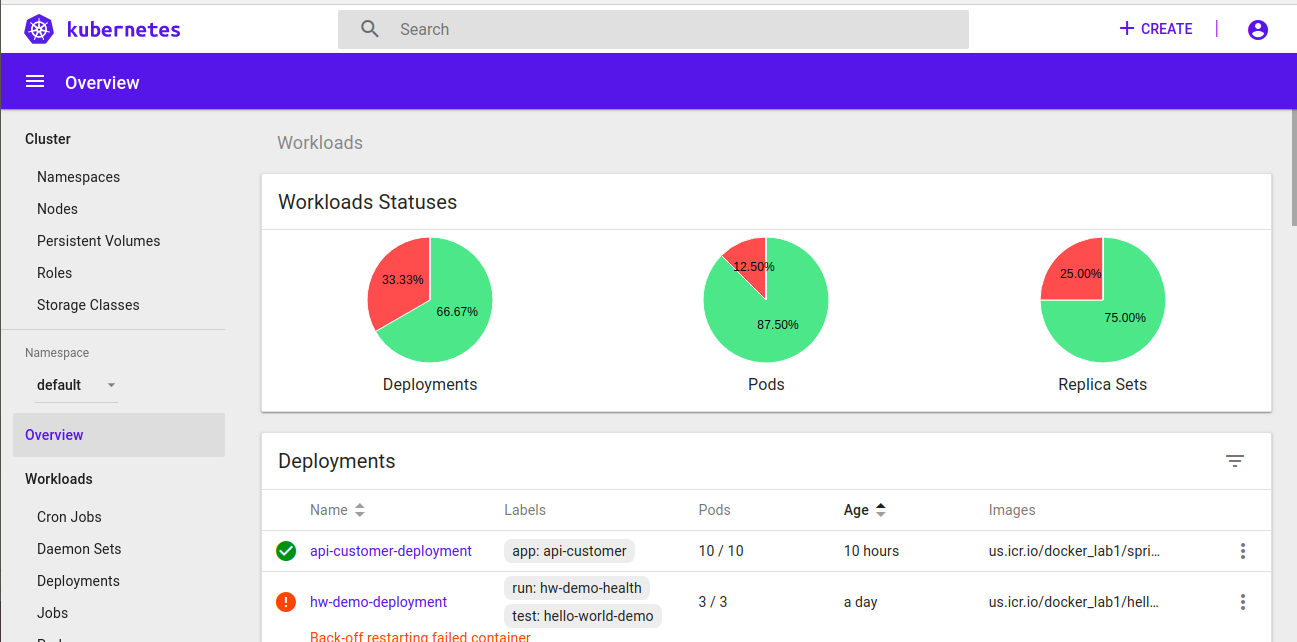 kubernetes
Search
+ CREATE
Overview
Cluster
Namespaces
Nodes
Persistent Volumes
Roles
Storage Classes
Namespace
default
Overview
Workloads
Cron Jobs
Daemon Sets
Deployments
Jobs
Workloads
Workloads Statuses
33.33%
66.67%
Deployments
12.50%
87.50%
Pods
25.00%
75.00%
Replica Sets
Deployments
Name Labels Pods Age Images
api-customer-deployment app: api-customer 10 / 10 10 hours us.icr.io/docker_lab1/spri...
run: hw-demo-health
hw-demo-deployment 3 / 3 a day us.icr.io/docker_lab1/hell...
test: hello-world-demo
Back-off restarting failed container